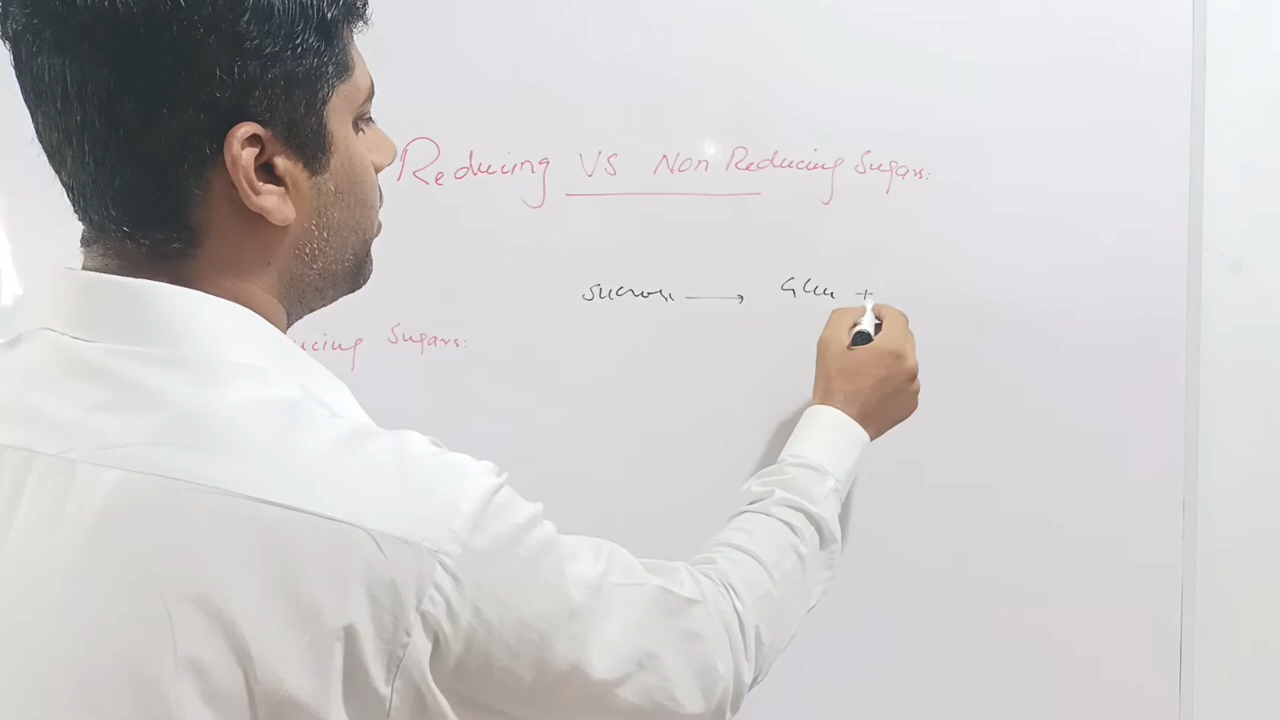 Reducing VS Non Reducing Sugars:
Sucrose → Glu +
ucing Sugars: